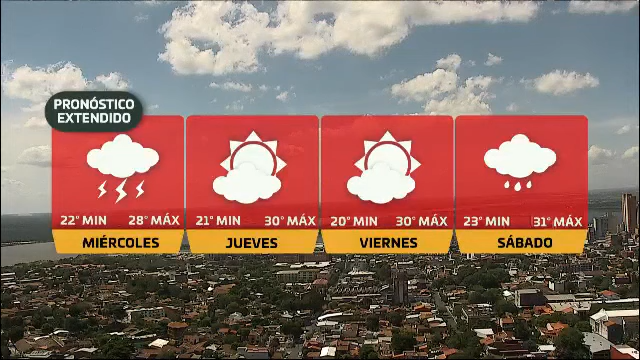 PRONÓSTICO
EXTENDIDO
22° MIN 28° MÁX
MIÉRCOLES
21° MIN 30° MÁX
JUEVES
20° MIN 30° MÁX
VIERNES
23° MIN 31° MÁX
SÁBADO